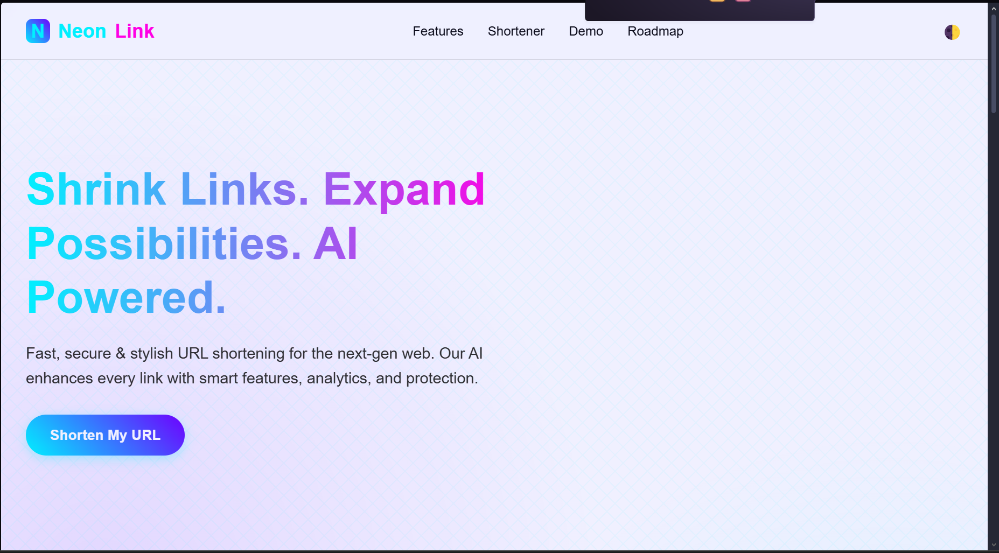 N Neon Link
Features Shortener Demo Roadmap
Shrink Links. Expand
Possibilities. AI
Powered.
Fast, secure & stylish URL shortening for the next-gen web. Our AI
enhances every link with smart features, analytics, and protection.
Shorten My URL